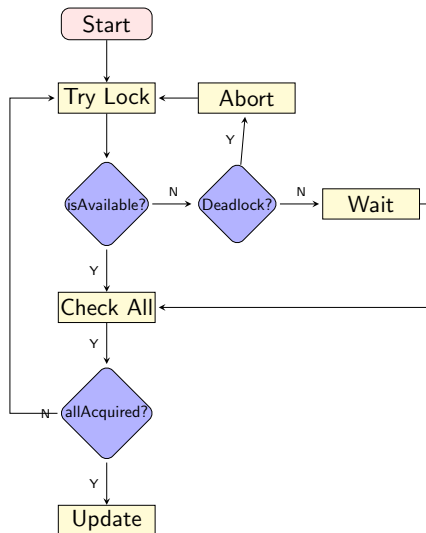 Start
Try Lock
Abort
Y
isAvailable?
N
Deadlock?
N
Wait
Y
Check All
Y
allAcquired?
N
Y
Update